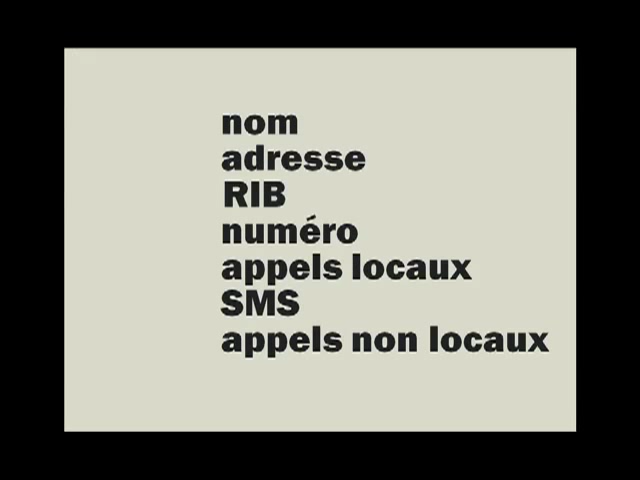 nom
adresse
RIB
numéro
appels locaux
SMS
appels non locaux